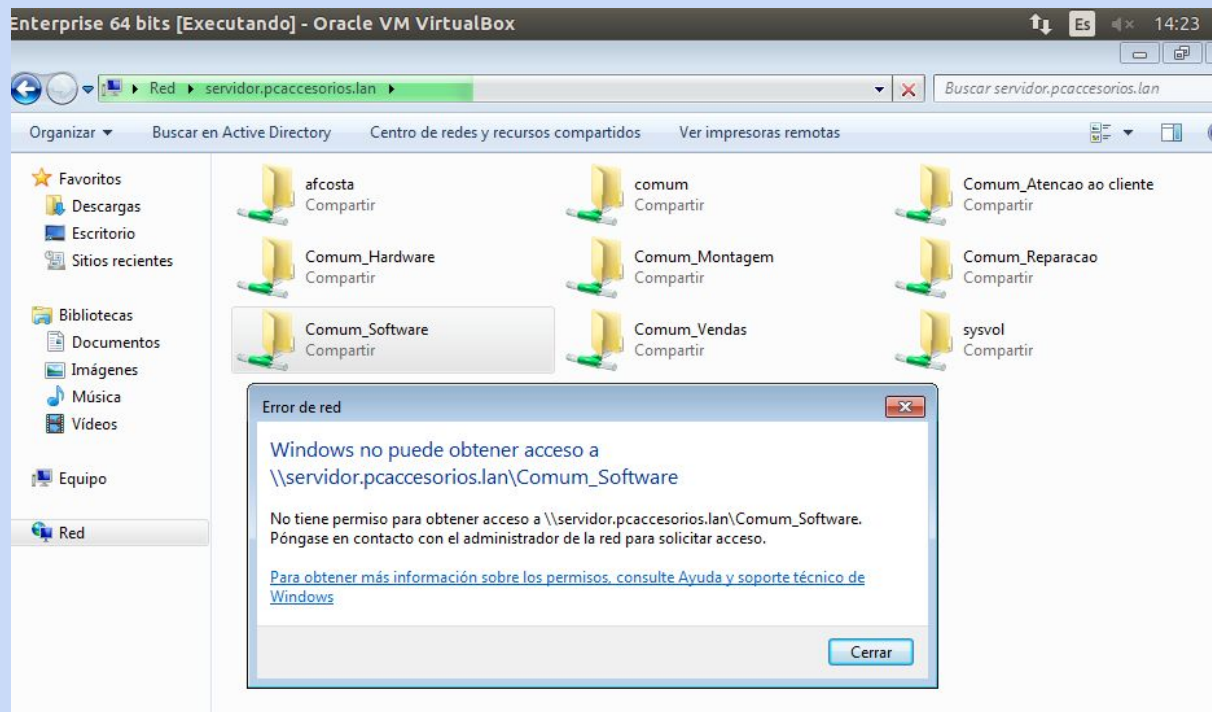 Enterprise 64 bits [Executando] - Oracle VM VirtualBox
Es
14:23
Red
servidor.pcaccesorios.lan
Buscar servidor.pcaccesorios.lan
Organizar
Buscar en Active Directory
Centro de redes y recursos compartidos
Ver impresoras remotas
Favoritos
Descargas
Escritorio
Sitios recientes
Bibliotecas
Documentos
Imágenes
Música
Vídeos
Equipo
Red
afcosta
Compartir
comum
Compartir
Comum_Atencao ao cliente
Compartir
Comum_Hardware
Compartir
Comum_Montagem
Compartir
Comum_Reparacao
Compartir
Comum_Software
Compartir
Comum_Vendas
Compartir
sysvol
Compartir
Error de red
Windows no puede obtener acceso a
\\servidor.pcaccesorios.lan\Comum_Software
No tiene permiso para obtener acceso a \\servidor.pcaccesorios.lan\Comum_Software.
Póngase en contacto con el administrador de la red para solicitar acceso.
Para obtener más información sobre los permisos, consulte Ayuda y soporte técnico de
Windows
Cerrar